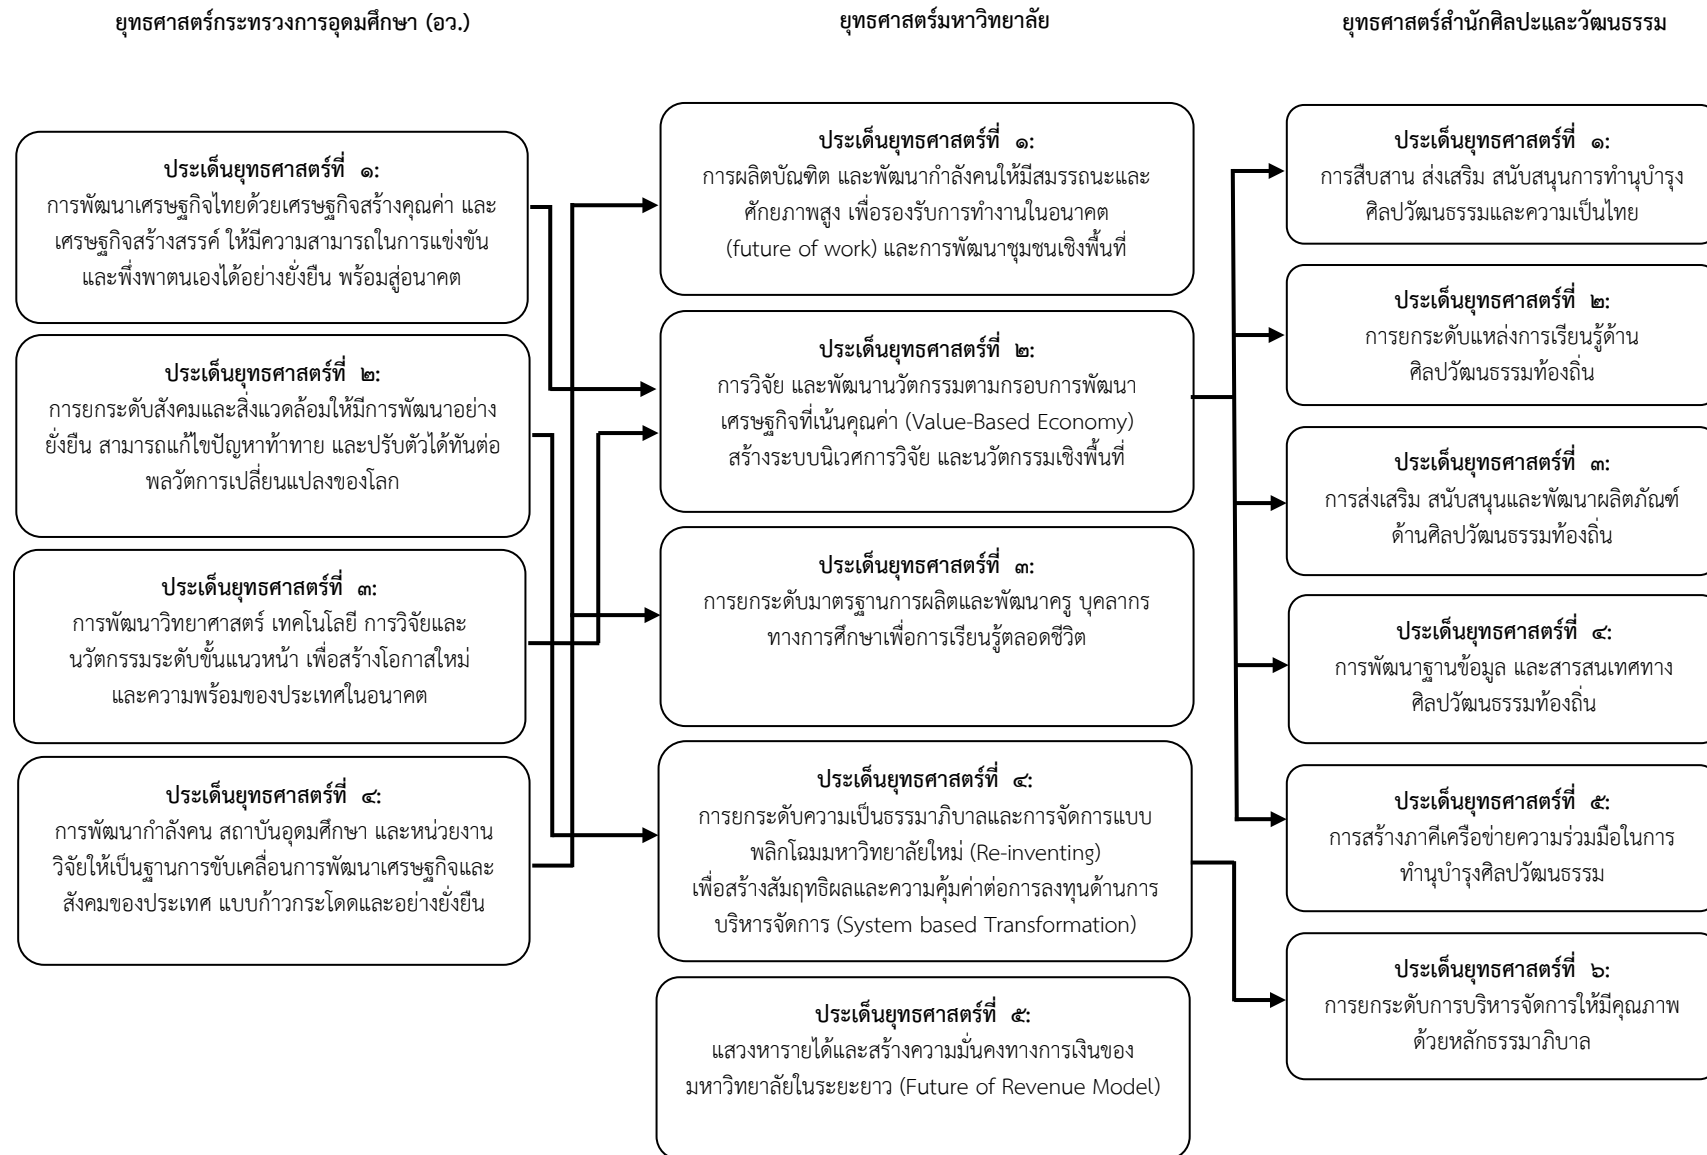 ยุทธศาสตร์กระทรวงการอุดมศึกษา (อว.)
ประเด็นยุทธศาสตร์ที่ ๑:
การพัฒนาเศรษฐกิจไทยด้วยเศรษฐกิจสร้างคุณค่า และ
เศรษฐกิจสร้างสรรค์ ให้มีความสามารถในการแข่งขัน
และพึ่งพาตนเองได้อย่างยั่งยืน พร้อมสู่อนาคต
ประเด็นยุทธศาสตร์ที่ ๒:
การยกระดับสังคมและสิ่งแวดล้อมให้มีการพัฒนาอย่าง
ยั่งยืน สามารถแก้ไขปัญหาท้าทาย และปรับตัวได้ทันต่อ
พลวัตการเปลี่ยนแปลงของโลก
ประเด็นยุทธศาสตร์ที่ ๓:
การพัฒนาวิทยาศาสตร์ เทคโนโลยี การวิจัยและ
นวัตกรรมระดับขั้นแนวหน้า เพื่อสร้างโอกาสใหม่
และความพร้อมของประเทศในอนาคต
ประเด็นยุทธศาสตร์ที่ ๔:
การพัฒนากำลังคน สถาบันอุดมศึกษา และหน่วยงาน
วิจัยให้เป็นฐานการขับเคลื่อนการพัฒนาเศรษฐกิจและ
สังคมของประเทศ แบบก้าวกระโดดและอย่างยั่งยืน
ยุทธศาสตร์มหาวิทยาลัย
ประเด็นยุทธศาสตร์ที่ ๑:
การผลิตบัณฑิต และพัฒนากำลังคนให้มีสมรรถนะและ
ศักยภาพสูง เพื่อรองรับการทำงานในอนาคต
(future of work) และการพัฒนาชุมชนเชิงพื้นที่
ประเด็นยุทธศาสตร์ที่ ๒:
การวิจัย และพัฒนานวัตกรรมตามกรอบการพัฒนา
เศรษฐกิจที่เน้นคุณค่า (Value-Based Economy)
สร้างระบบนิเวศการวิจัย และนวัตกรรมเชิงพื้นที่
ประเด็นยุทธศาสตร์ที่ ๓:
การยกระดับมาตรฐานการผลิตและพัฒนาครู บุคลากร
ทางการศึกษาเพื่อการเรียนรู้ตลอดชีวิต
ประเด็นยุทธศาสตร์ที่ ๔:
การยกระดับความเป็นธรรมาภิบาลและการจัดการแบบ
พลิกโฉมมหาวิทยาลัยใหม่ (Re-inventing)
เพื่อสร้างสัมฤทธิผลและความคุ้มค่าต่อการลงทุนด้านการ
บริหารจัดการ (System based Transformation)
ประเด็นยุทธศาสตร์ที่ ๕:
แสวงหารายได้และสร้างความมั่นคงทางการเงินของ
มหาวิทยาลัยในระยะยาว (Future of Revenue Model)
ยุทธศาสตร์สำนักศิลปะและวัฒนธรรม
ประเด็นยุทธศาสตร์ที่ ๑:
การสืบสาน ส่งเสริม สนับสนุนการทำนุบำรุง
ศิลปวัฒนธรรมและความเป็นไทย
ประเด็นยุทธศาสตร์ที่ ๒:
การยกระดับแหล่งการเรียนรู้ด้าน
ศิลปวัฒนธรรมท้องถิ่น
ประเด็นยุทธศาสตร์ที่ ๓:
การส่งเสริม สนับสนุนและพัฒนาผลิตภัณฑ์
ด้านศิลปวัฒนธรรมท้องถิ่น
ประเด็นยุทธศาสตร์ที่ ๔:
การพัฒนาฐานข้อมูล และสารสนเทศทาง
ศิลปวัฒนธรรมท้องถิ่น
ประเด็นยุทธศาสตร์ที่ ๕:
การสร้างภาคีเครือข่ายความร่วมมือในการ
ทำนุบำรุงศิลปวัฒนธรรม
ประเด็นยุทธศาสตร์ที่ ๖:
การยกระดับการบริหารจัดการให้มีคุณภาพ
ด้วยหลักธรรมาภิบาล